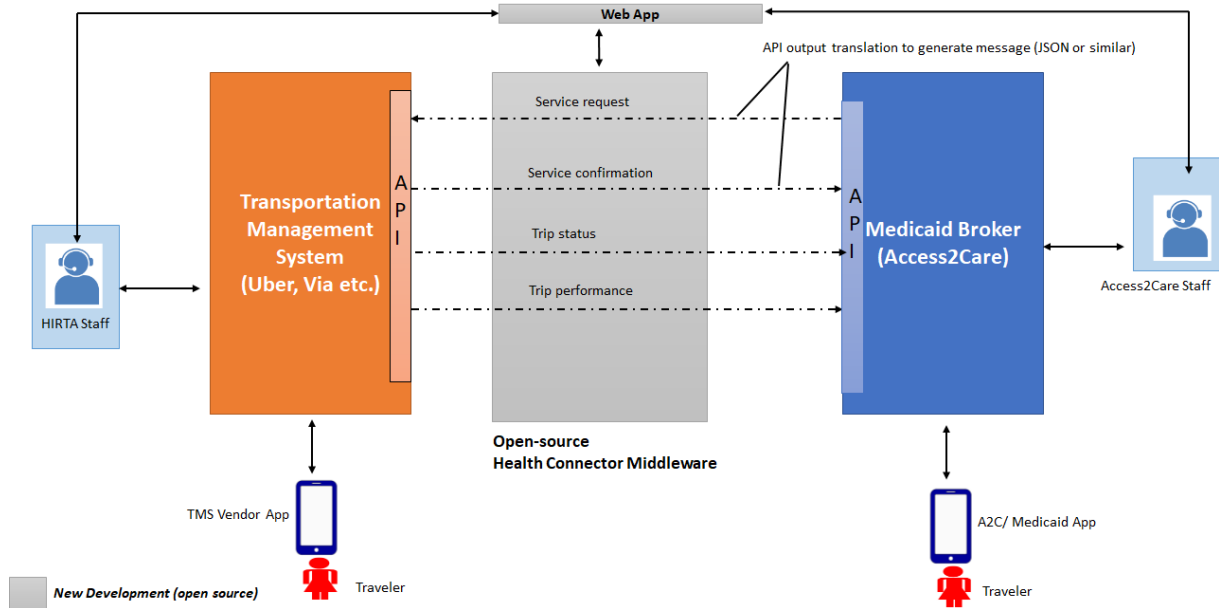 Web App
API output translation to generate message (JSON or similar)
Service request
Service confirmation
Trip status
Trip performance
A
P
I
Transportation
Management
System
(Uber, Via etc.)
A
P
I
Medicaid Broker
(Access2Care)
HIRTA Staff
Access2Care Staff
Open-source
Health Connector Middleware
TMS Vendor App
A2C/ Medicaid App
Traveler
Traveler
New Development (open source)